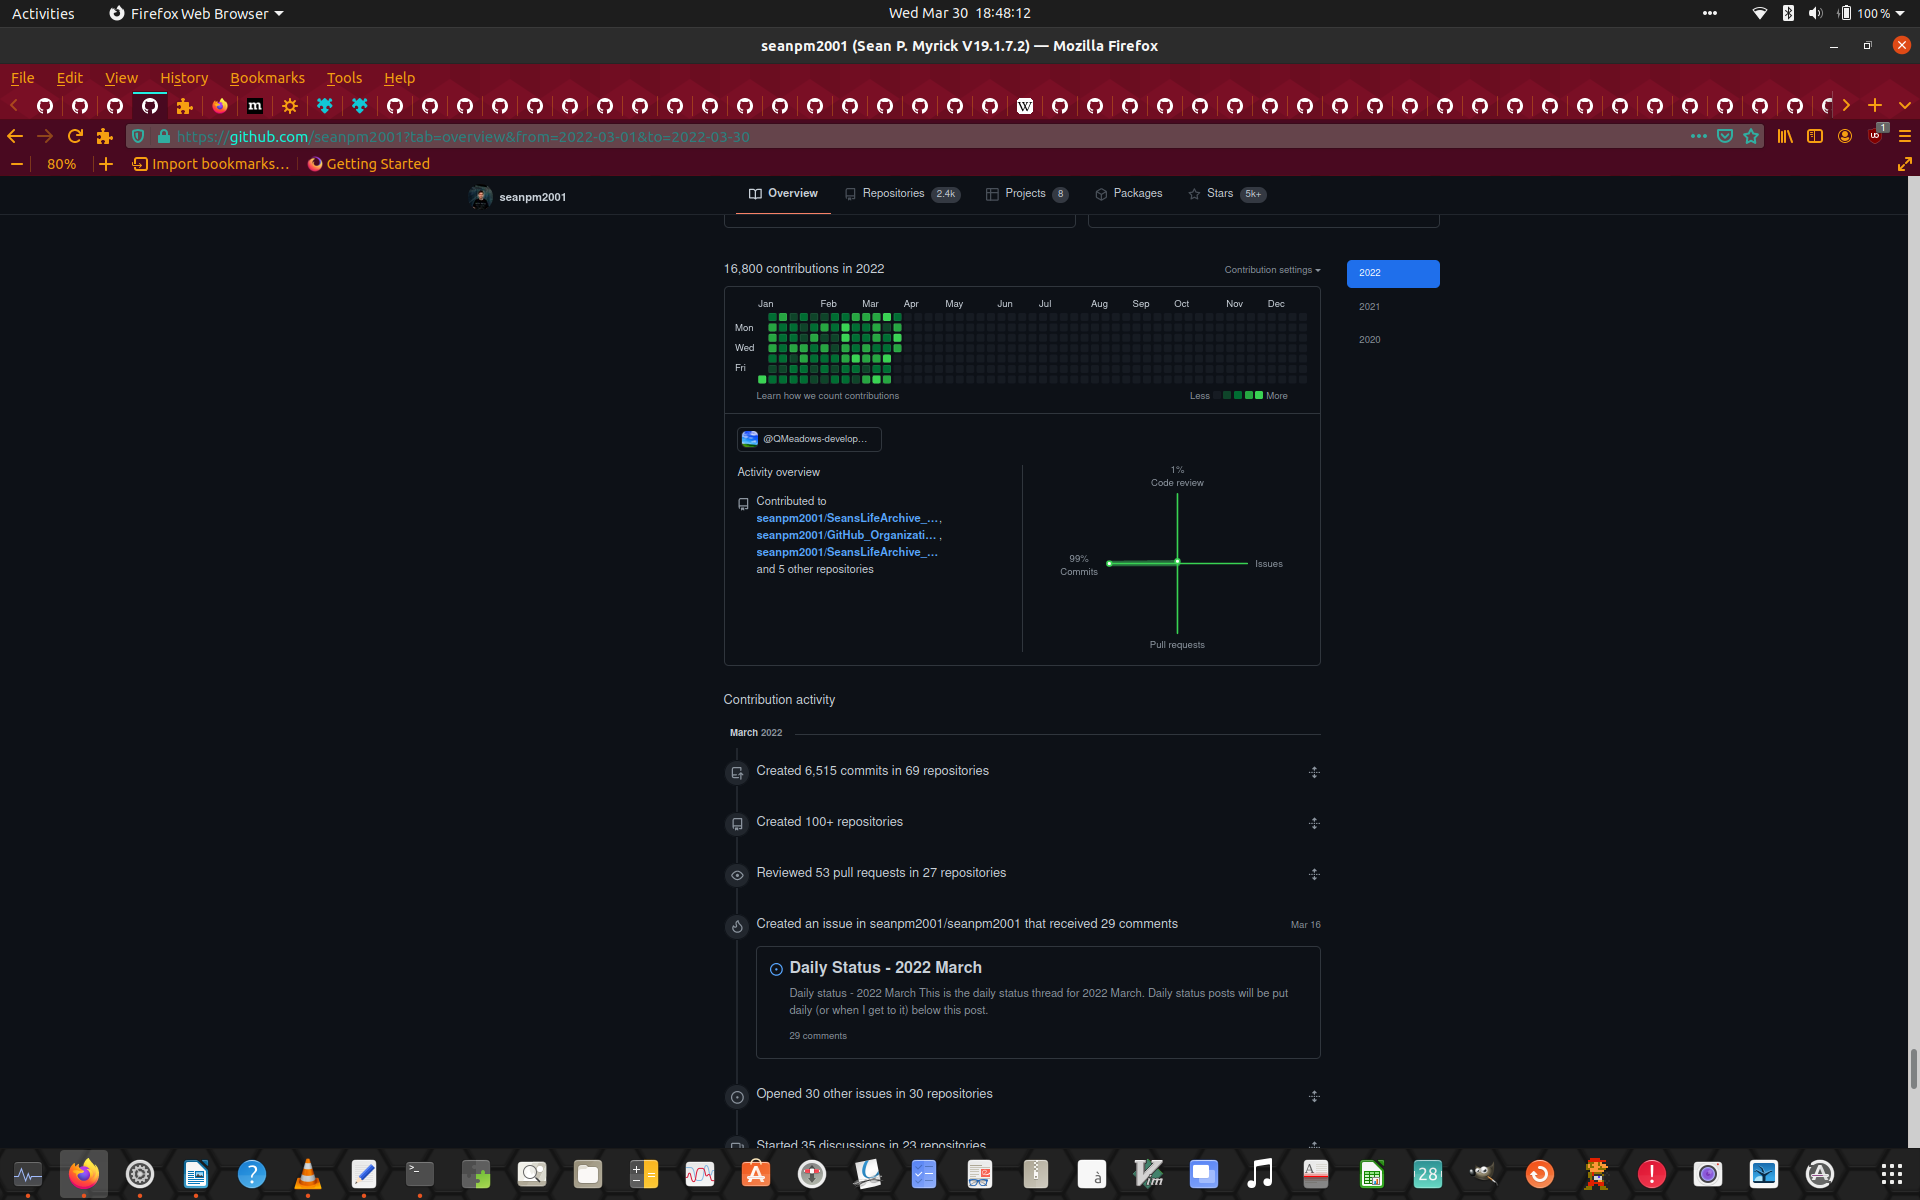 Activities Firefox Web Browser Wed Mar 30 18:48:12 100 %
seanpm2001 (Sean P. Myrick V19.1.7.2) — Mozilla Firefox
File Edit View History Bookmarks Tools Help
https://github.com/seanpm2001?tab=overview&from=2022-03-01&to=2022-03-30 1
80% Import bookmarks... Getting Started
seanpm2001 Overview Repositories 2.4k Projects 8 Packages Stars 5k+
16,800 contributions in 2022 Contribution settings 2022
Jan Feb Mar Apr May Jun Jul Aug Sep Oct Nov Dec
2021
Mon
2020
Wed
Fri
Learn how we count contributions Less More
@QMeadows-develop...
Activity overview
1%
Code review
Contributed to
seanpm2001/SeansLifeArchive_...,
seanpm2001/GitHub_Organizati... ,
seanpm2001/SeansLifeArchive_...
and 5 other repositories
99%
Commits
Issues
Pull requests
Contribution activity
March 2022
Created 6,515 commits in 69 repositories
Created 100+ repositories
Reviewed 53 pull requests in 27 repositories
Created an issue in seanpm2001/seanpm2001 that received 29 comments Mar 16
Daily Status - 2022 March
Daily status - 2022 March This is the daily status thread for 2022 March. Daily status posts will be put
daily (or when I get to it) below this post.
29 comments
Opened 30 other issues in 30 repositories
Started 35 discussions in 23 repositories
28